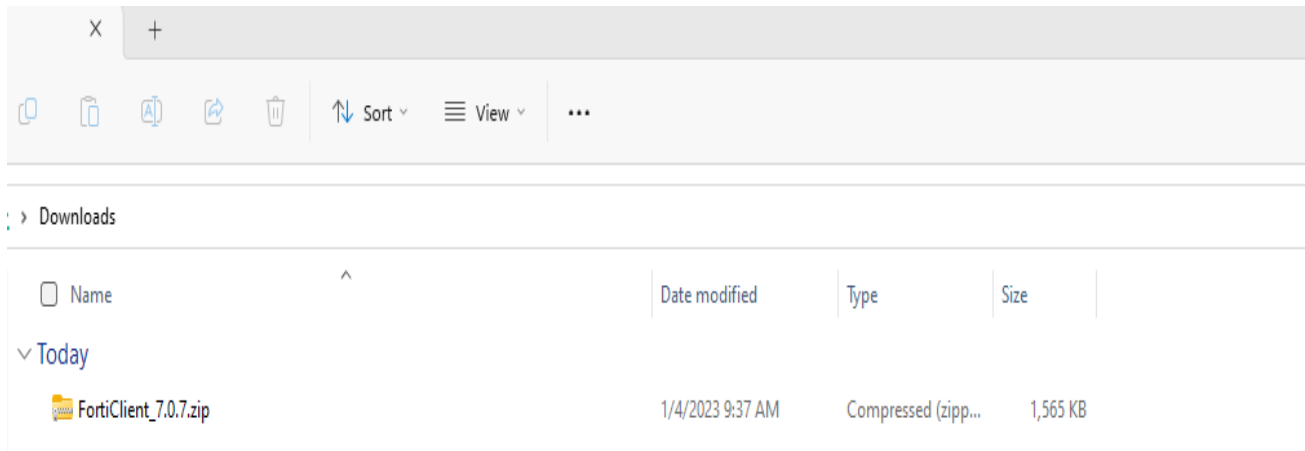 Sort View
Downloads
Name Date modified Type Size
Today
FortiClient_7.0.7.zip 1/4/2023 9:37 AM Compressed (zipp... 1,565 KB